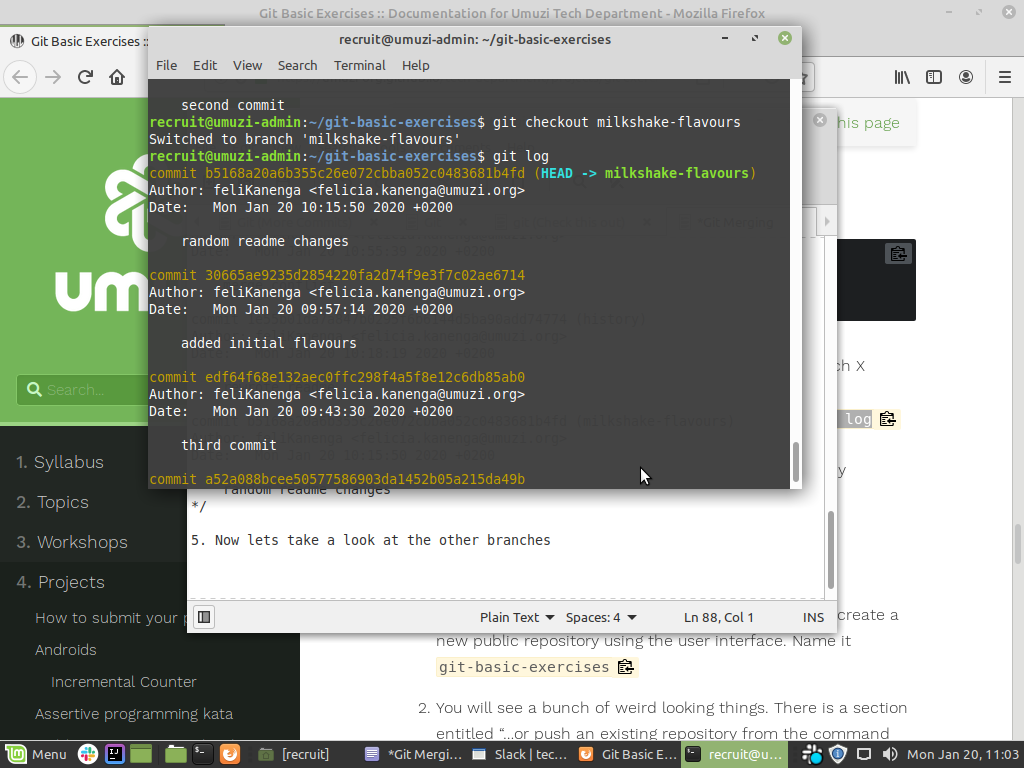 Git Basic Exercises :: Documentation for Umuzi Tech Department - Mozilla Firefox
Git Basic Exercises ::
recruit@umuzi-admin: ~/git-basic-exercises
File Edit View Search Terminal Help
second commit
recruit@umuzi-admin:~/git-basic-exercises$ git checkout milkshake-flavours
Switched to branch 'milkshake-flavours'
recruit@umuzi-admin:~/git-basic-exercises$ git log
commit b5168a20a6b355c26e072cbba052c0483681b4fd (HEAD -> milkshake-flavours)
Author: feliKanenga <felicia.kanenga@umuzi.org>
Date:   Mon Jan 20 10:15:50 2020 +0200
random readme changes
commit 30665ae9235d2854220fa2d74f9e3f7c02ae6714
Author: feliKanenga <felicia.kanenga@umuzi.org>
Date:   Mon Jan 20 09:57:14 2020 +0200
added initial flavours
commit edf64f68e132aec0ffc298f4a5f8e12c6db85ab0
Author: feliKanenga <felicia.kanenga@umuzi.org>
Date:   Mon Jan 20 09:43:30 2020 +0200
third commit
commit a52a088bcee50577586903da1452b05a215da49b
random readme changes
*/
5. Now lets take a look at the other branches
Plain Text Spaces: 4 Ln 88, Col 1 INS
his page
ch X
log
y
create a
new public repository using the user interface. Name it
git-basic-exercises
2. You will see a bunch of weird looking things. There is a section
entitled “...or push an existing repository from the command
um
Search...
1. Syllabus
2. Topics
3. Workshops
4. Projects
How to submit your p
Androids
Incremental Counter
Assertive programming kata
Menu [recruit] *Git Mergi... Slack | tec... Git Basic E... recruit@u... Mon Jan 20, 11:03